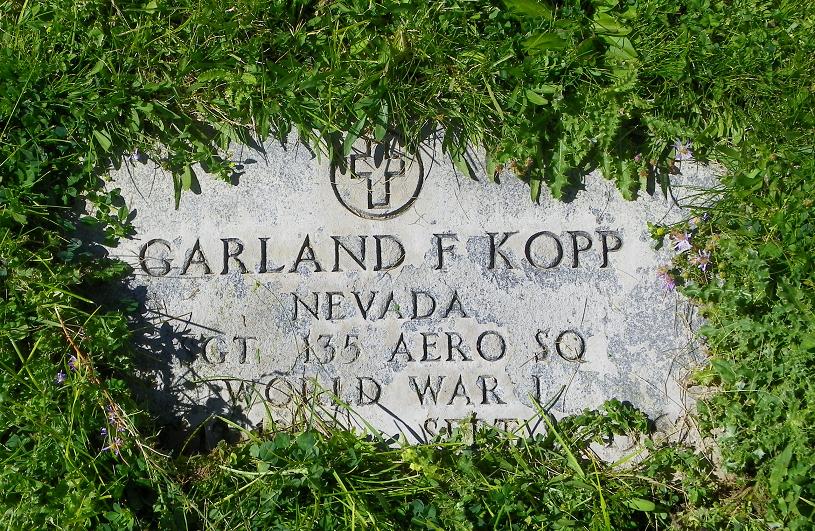 GARLAND F KOPP
NEVADA
SGT 135 AERO SQ
WORLD WAR I